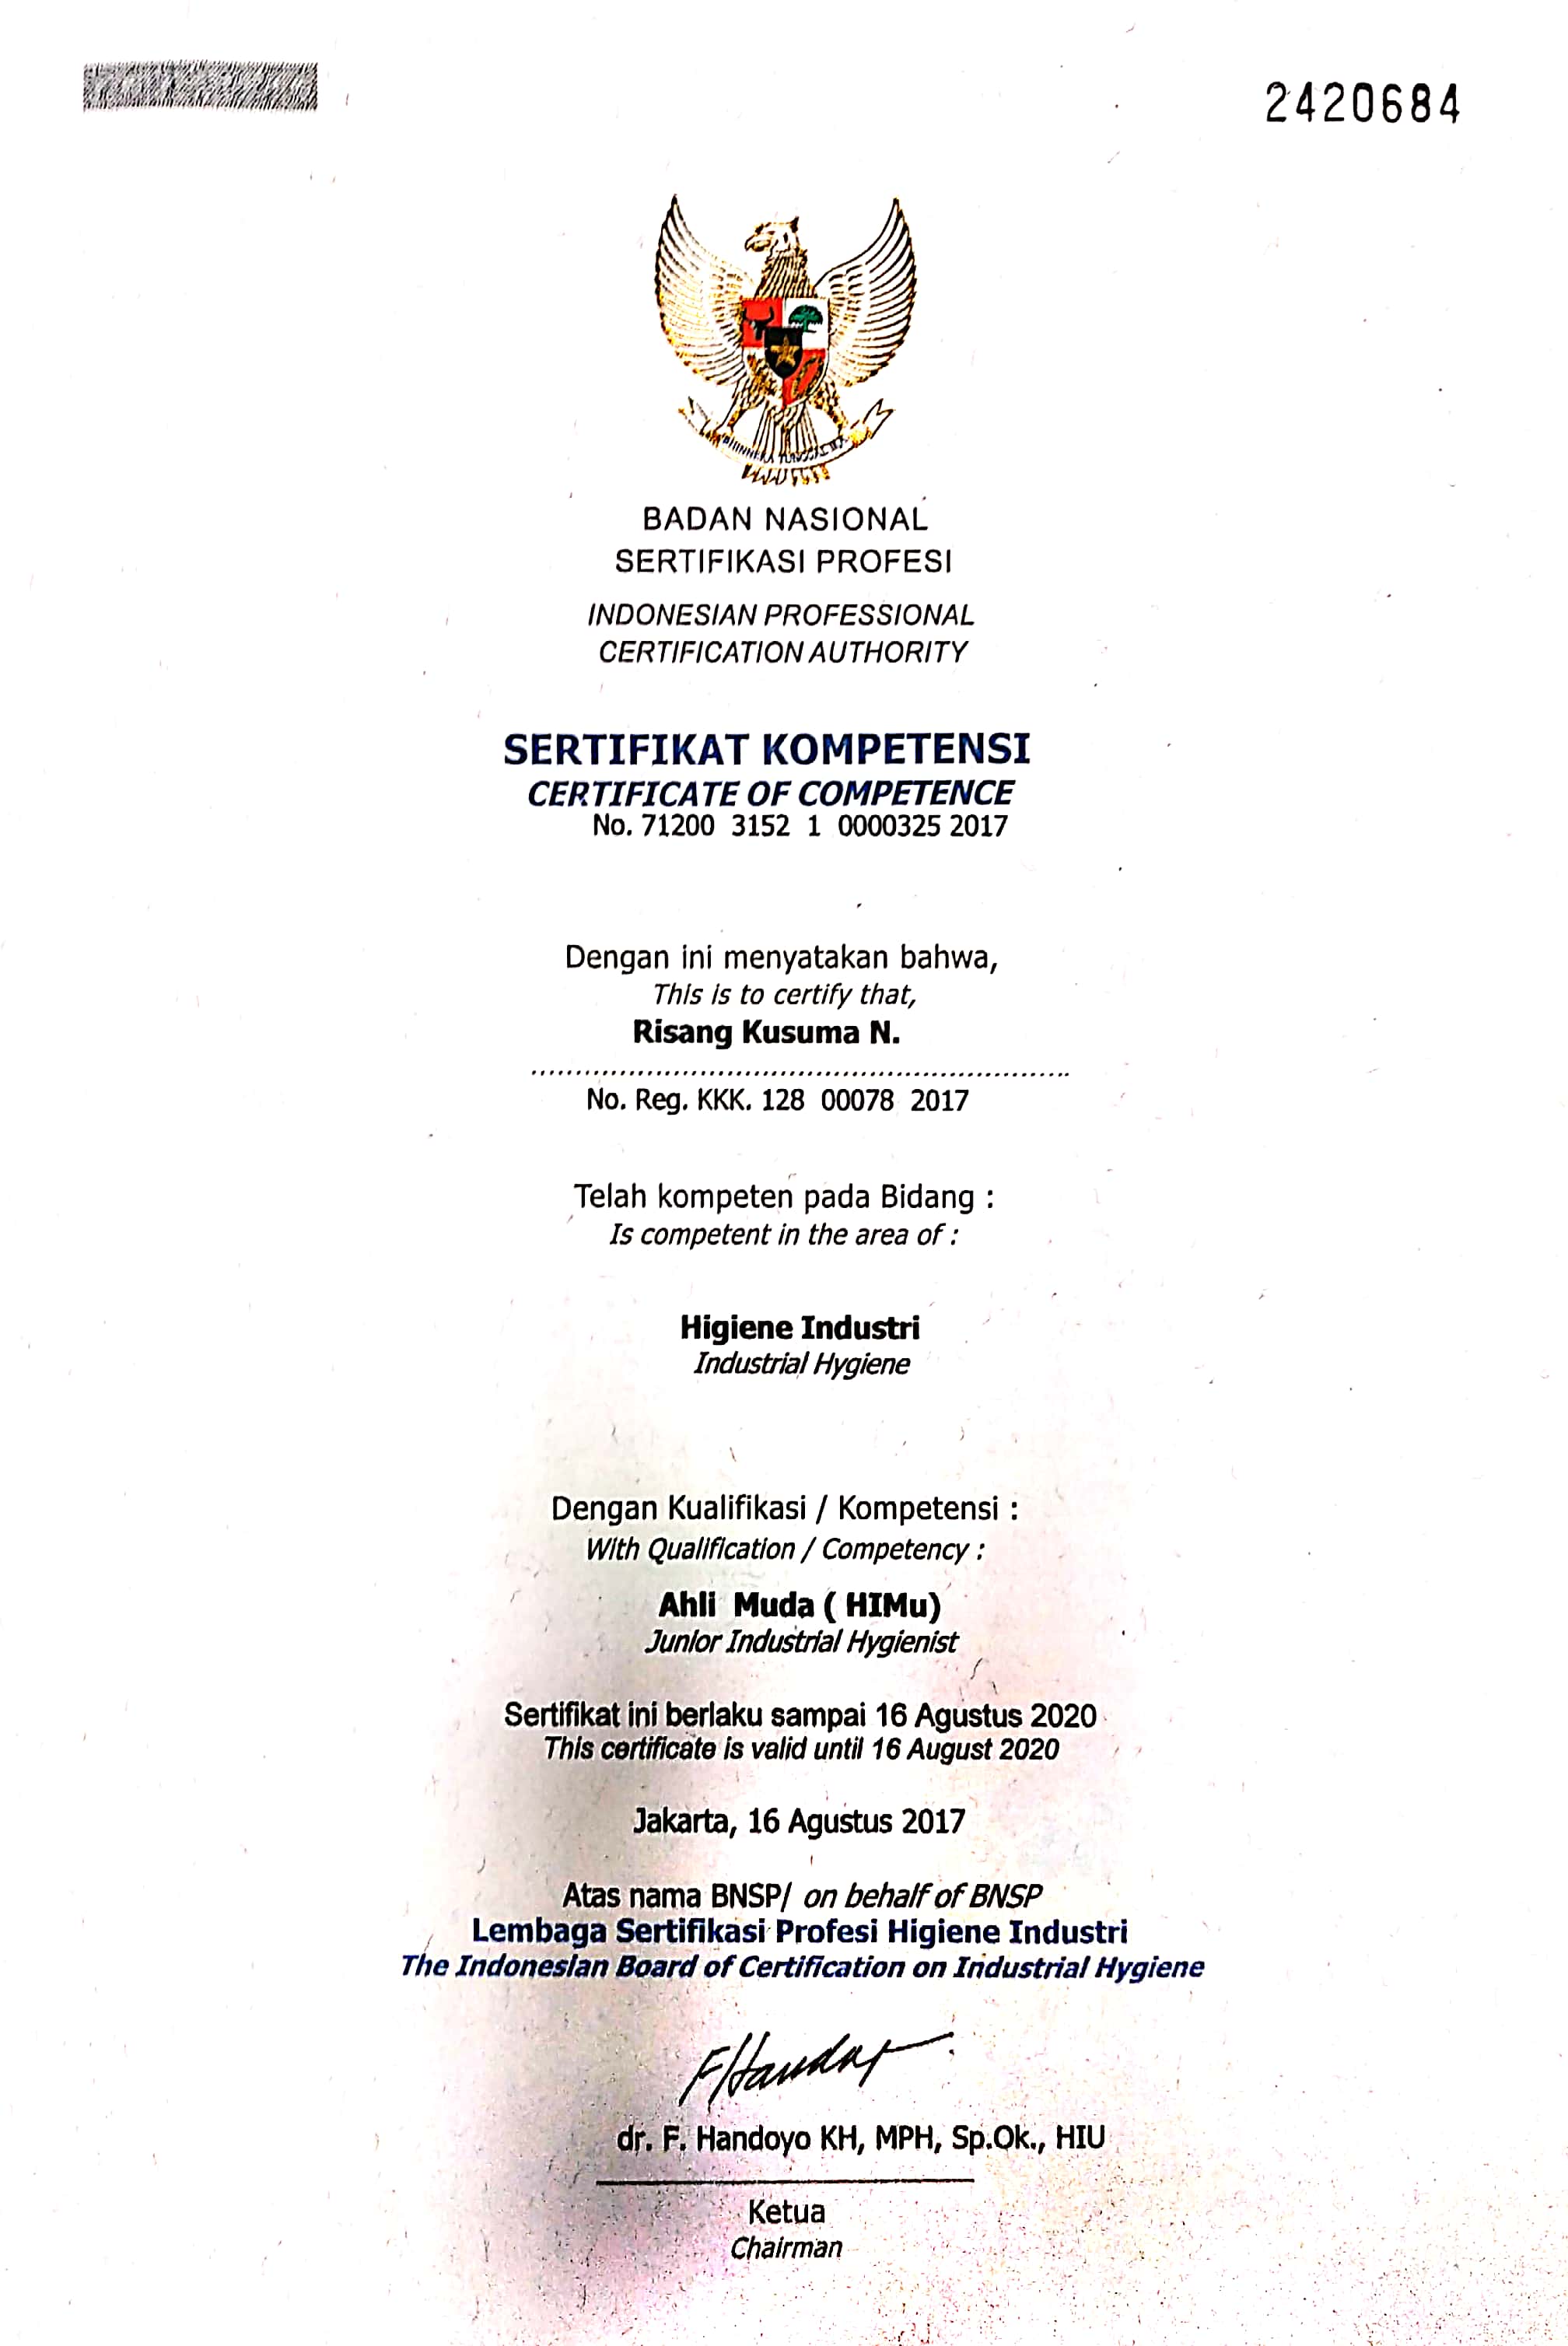 2420684
BHINNEKA TUNGGAL IKA
BADAN NASIONAL
SERTIFIKASI PROFESI
INDONESIAN PROFESSIONAL
CERTIFICATION AUTHORITY
SERTIFIKAT KOMPETENSI
CERTIFICATE OF COMPETENCE
No. 71200 3152 1 0000325 2017
Dengan ini menyatakan bahwa,
This is to certify that,
Risang Kusuma N.
No. Reg. KKK. 128 00078 2017
Telah kompeten pada Bidang :
Is competent in the area of :
Higiene Industri
Industrial Hygiene
Dengan Kualifikasi / Kompetensi :
With Qualification / Competency :
Ahli Muda ( HIMu)
Junior Industrial Hygienist
Sertifikat ini berlaku sampai 16 Agustus 2020
This certificate is valid until 16 August 2020
Jakarta, 16 Agustus 2017
Atas nama BNSP/ on behalf of BNSP
Lembaga Sertifikasi Profesi Higiene Industri
The Indonesian Board of Certification on Industrial Hygiene
dr. F. Handoyo KH, MPH, Sp.Ok., HIU
Ketua
Chairman